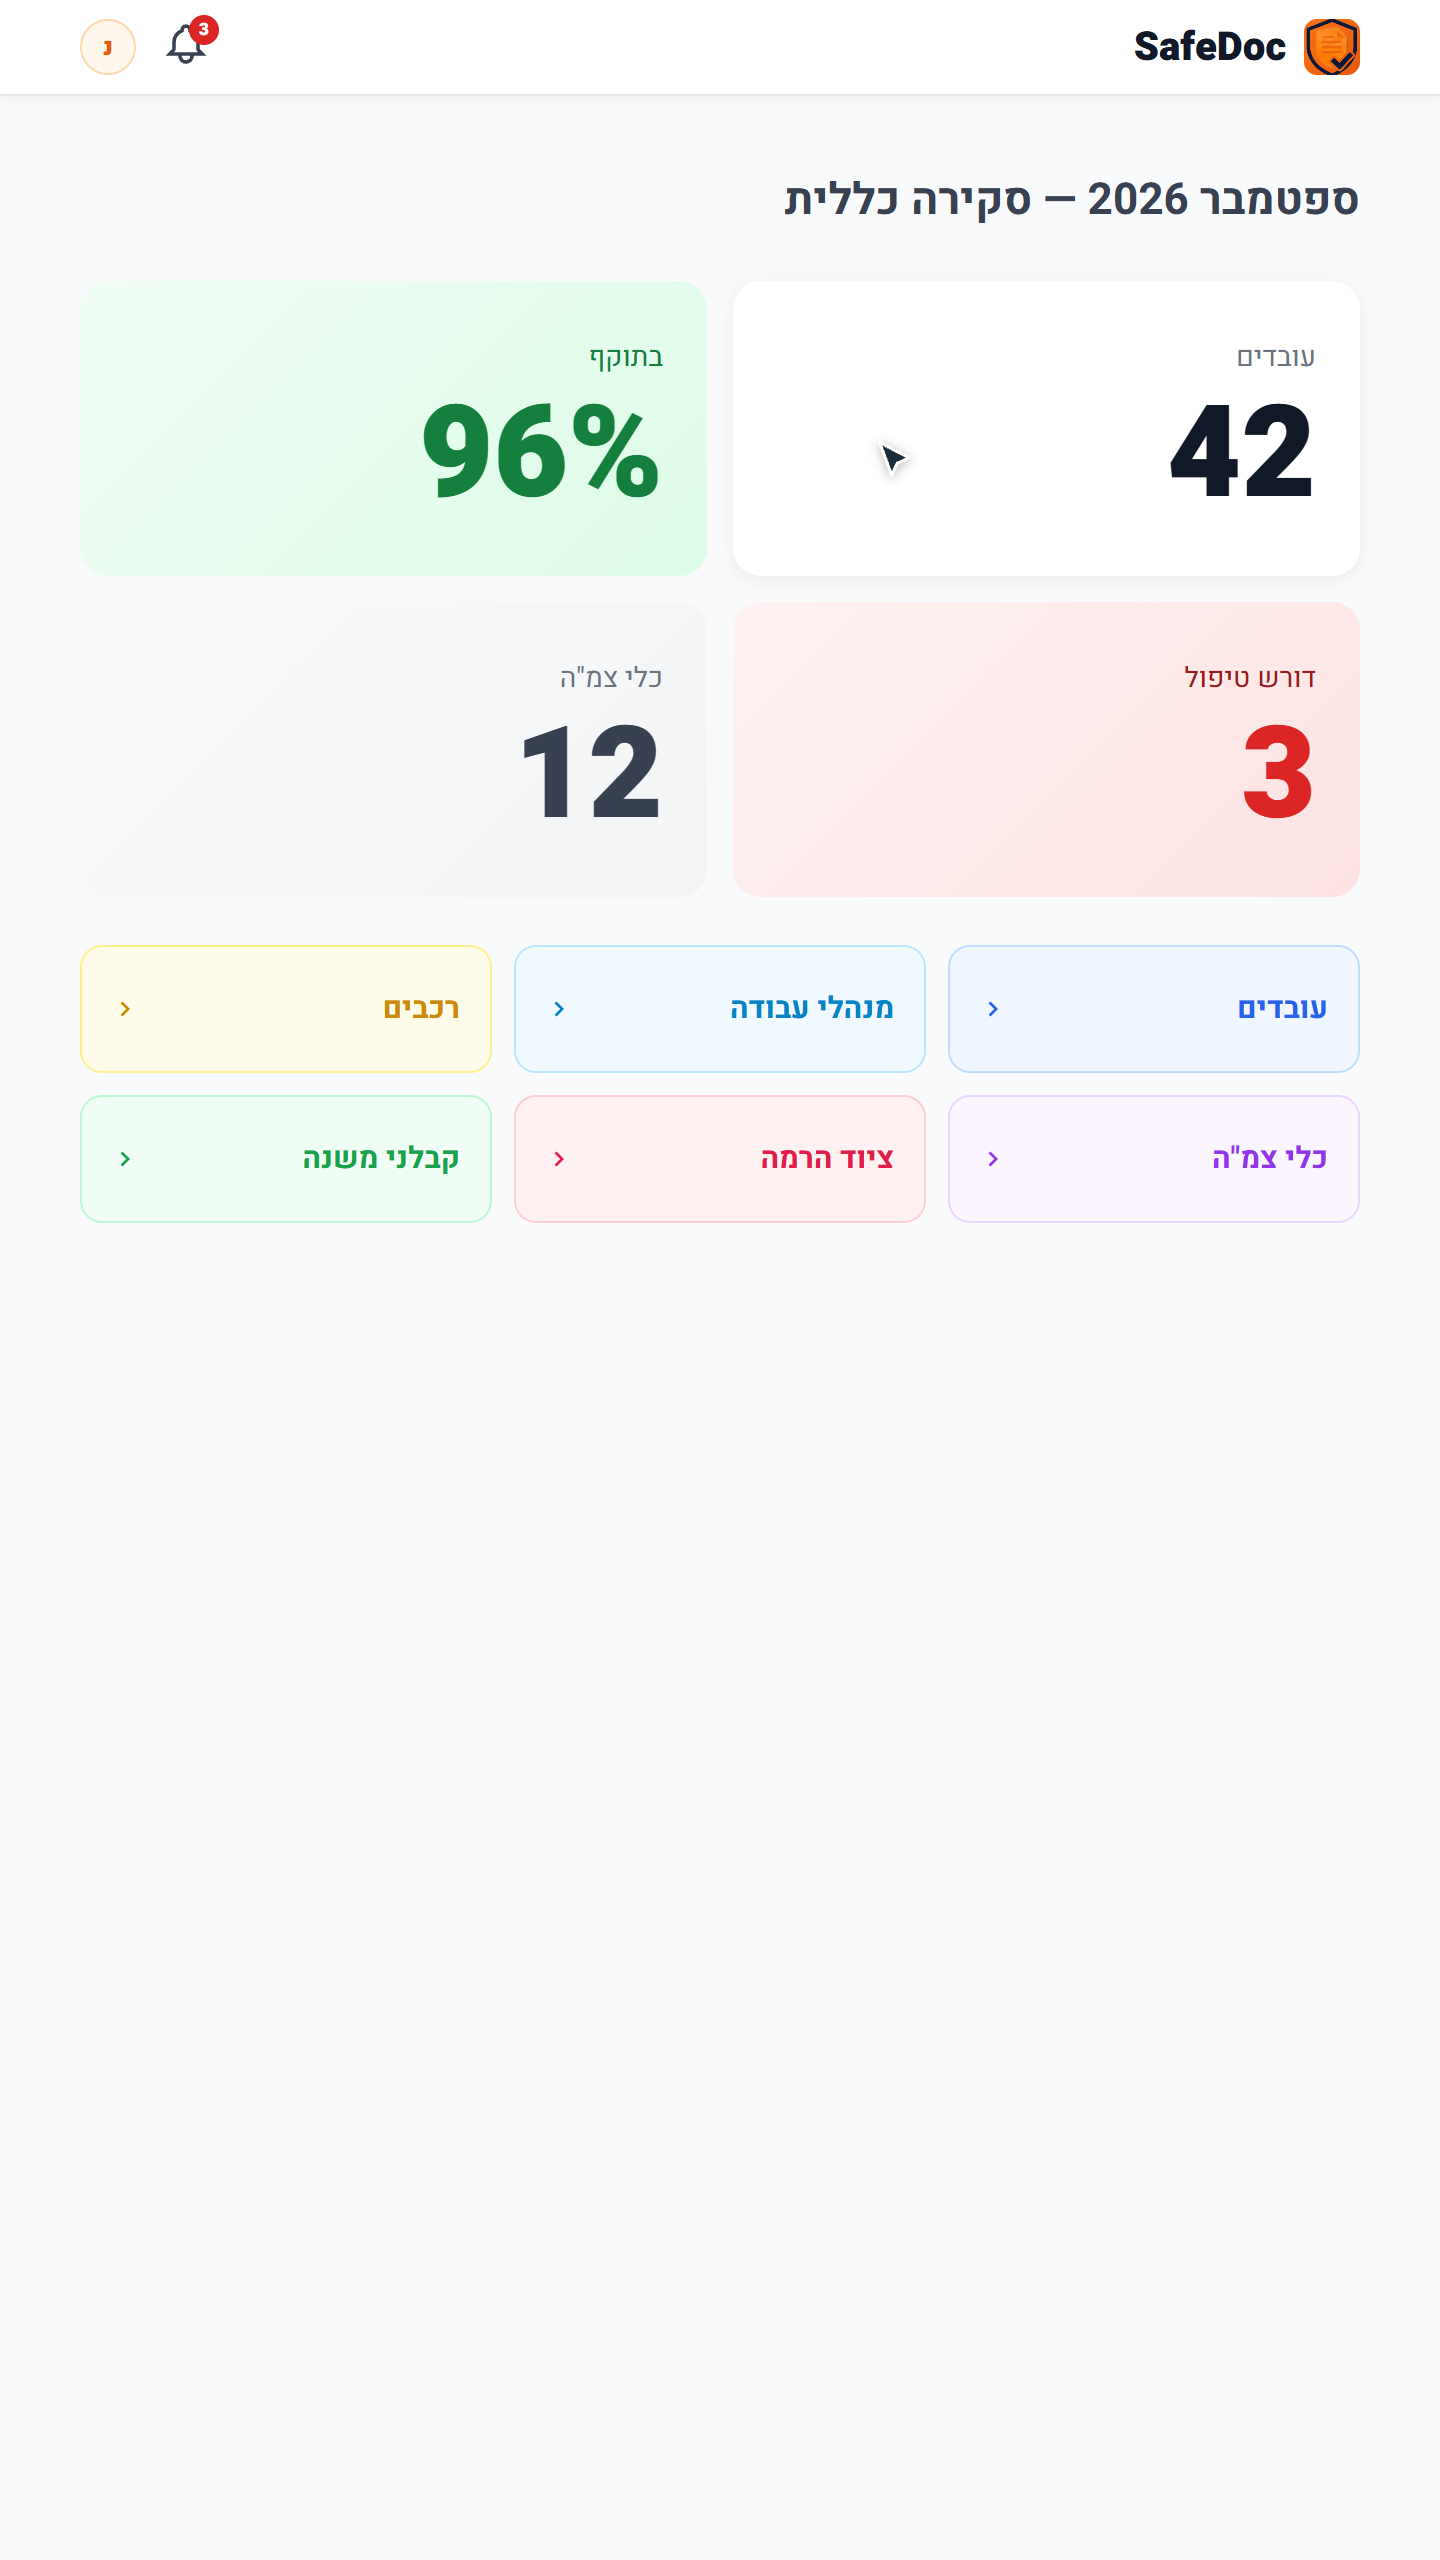 SafeDoc
3
נ
ספטמבר 2026 — סקירה כללית
עובדים
42
בתוקף
96%
דורש טיפול
3
כלי צמ"ה
12
עובדים
מנהלי עבודה
רכבים
כלי צמ"ה
ציוד הרמה
קבלני משנה